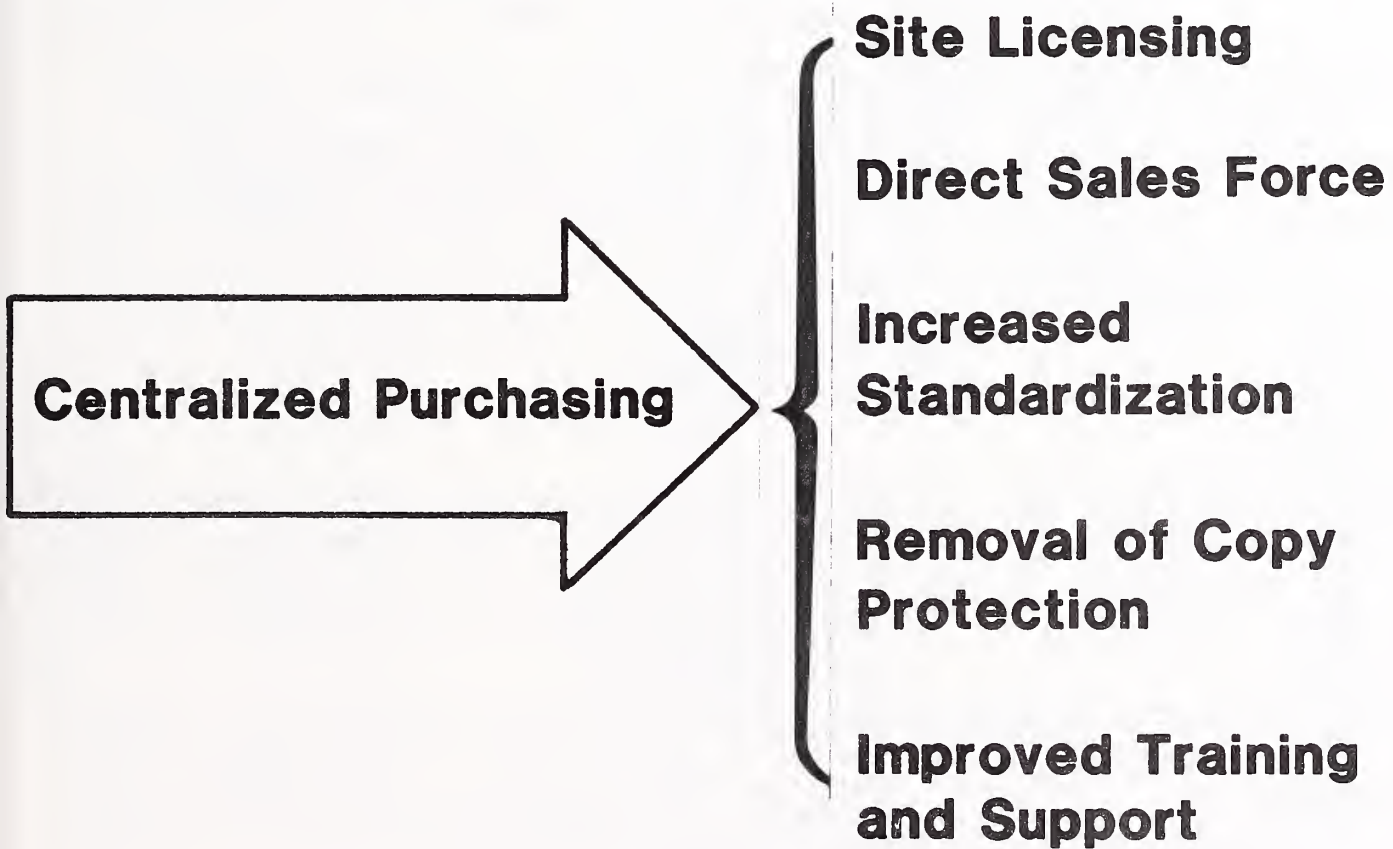 Centralized Purchasing
Site Licensing
Direct Sales Force
Increased
Standardization
Removal of Copy
Protection
Improved Training
and Support